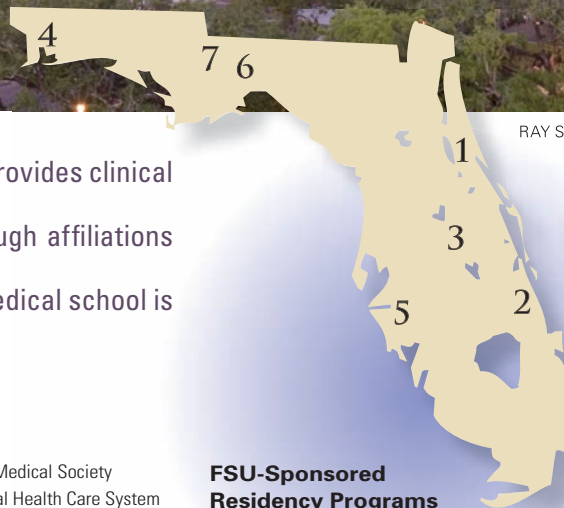 4
7 6
RAY S
1
rovides clinical
ugh affiliations
3
edical school is
2
5
Medical Society
al Health Care System
FSU-Sponsored
Residency Programs